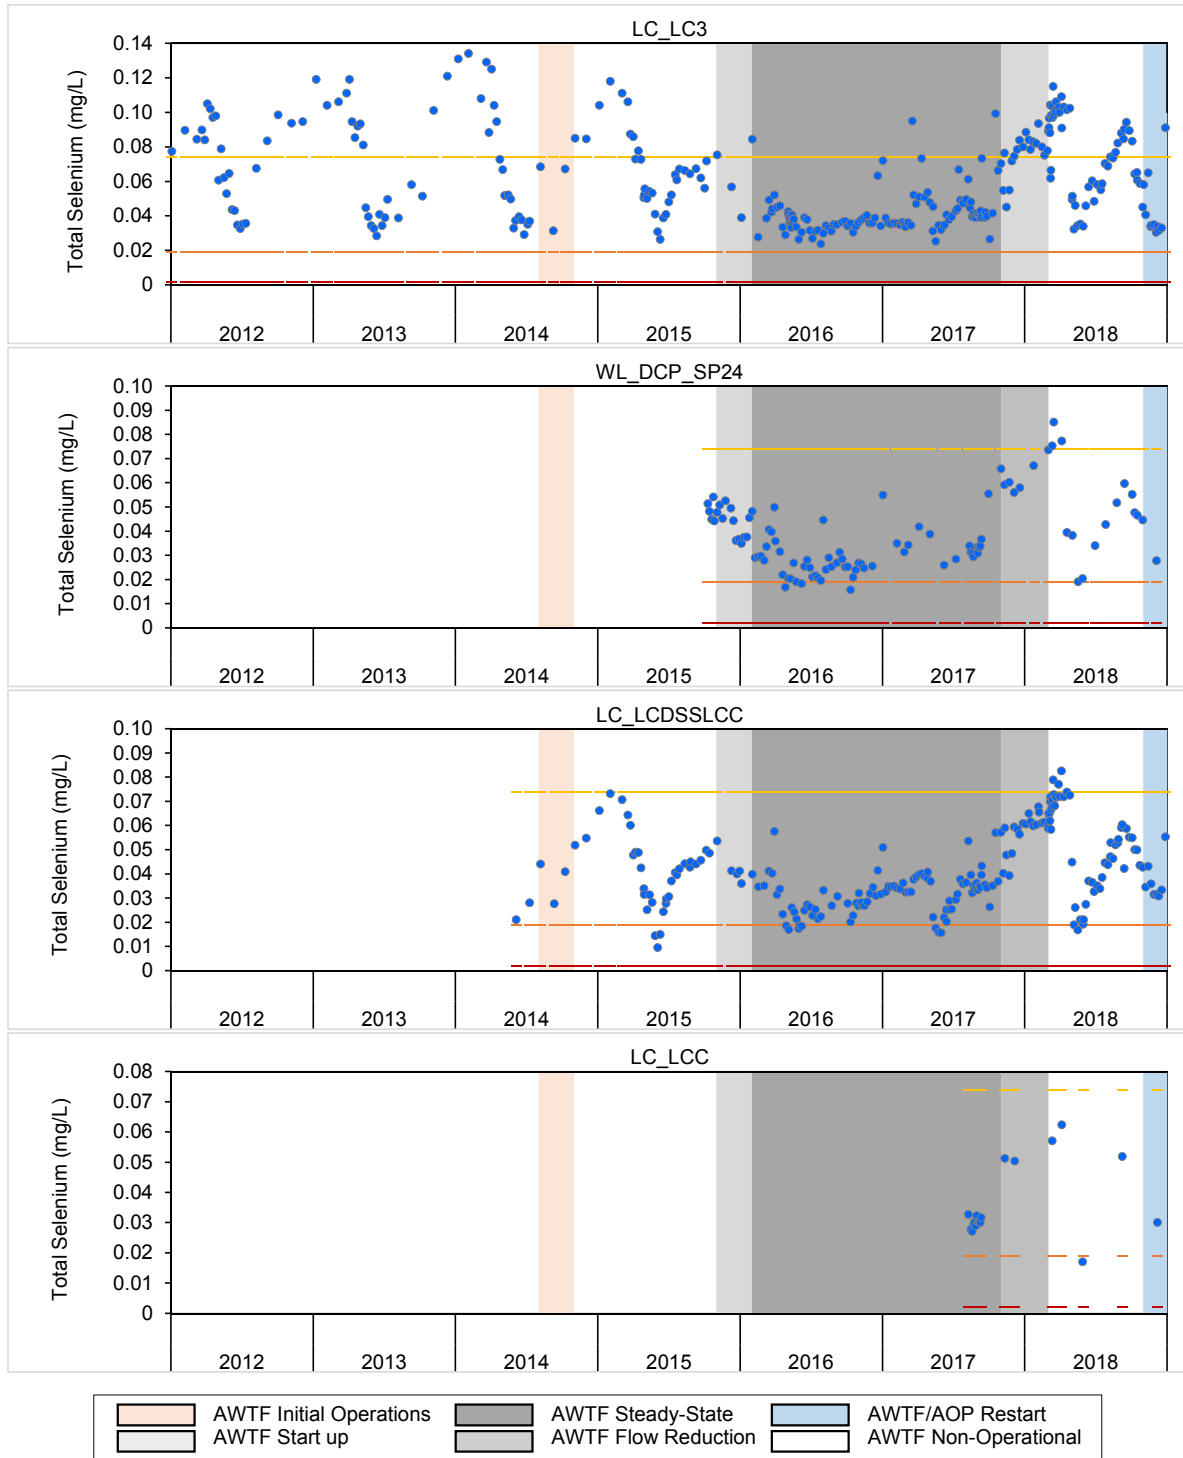 LC_LC3
Total Selenium (mg/L)
0.14
0.12
0.10
0.08
0.06
0.04
0.02
0
2012 2013 2014 2015 2016 2017 2018
WL_DCP_SP24
Total Selenium (mg/L)
0.10
0.09
0.08
0.07
0.06
0.05
0.04
0.03
0.02
0.01
0
2012 2013 2014 2015 2016 2017 2018
LC_LCDSSLCC
Total Selenium (mg/L)
0.10
0.09
0.08
0.07
0.06
0.05
0.04
0.03
0.02
0.01
0
2012 2013 2014 2015 2016 2017 2018
LC_LCC
Total Selenium (mg/L)
0.08
0.07
0.06
0.05
0.04
0.03
0.02
0.01
0
2012 2013 2014 2015 2016 2017 2018
AWTF Initial Operations AWTF Steady-State AWTF/AOP Restart
AWTF Start up AWTF Flow Reduction AWTF Non-Operational